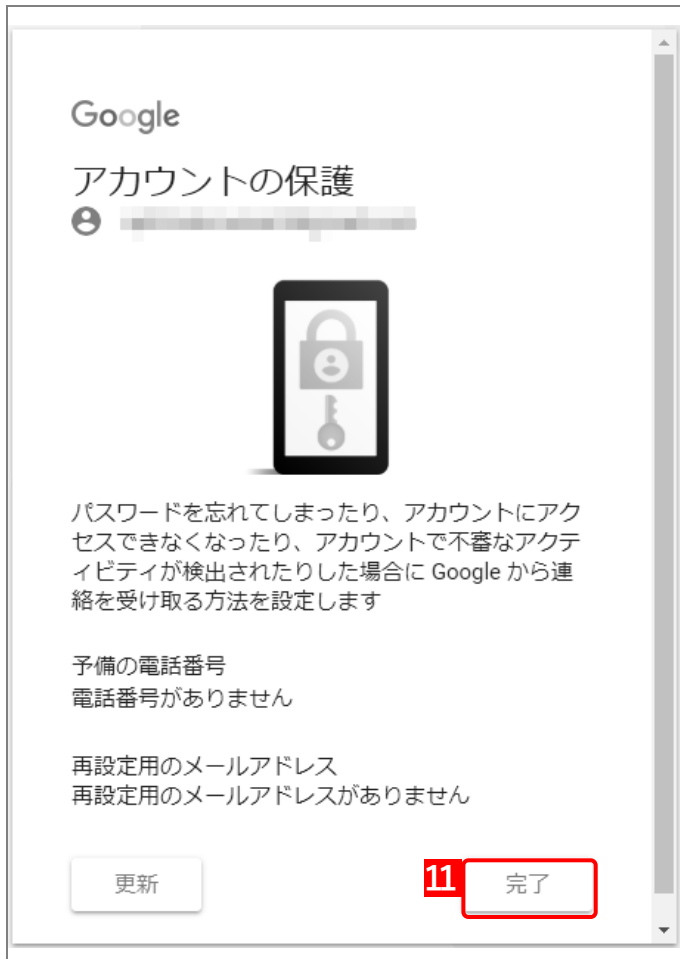 Google
アカウントの保護
パスワードを忘れてしまったり、アカウントにアク
セスできなくなったり、アカウントで不審なアクテ
ィビティが検出されたりした場合に Google から連
絡を受け取る方法を設定します
予備の電話番号
電話番号がありません
再設定用のメールアドレス
再設定用のメールアドレスがありません
更新
11 完了